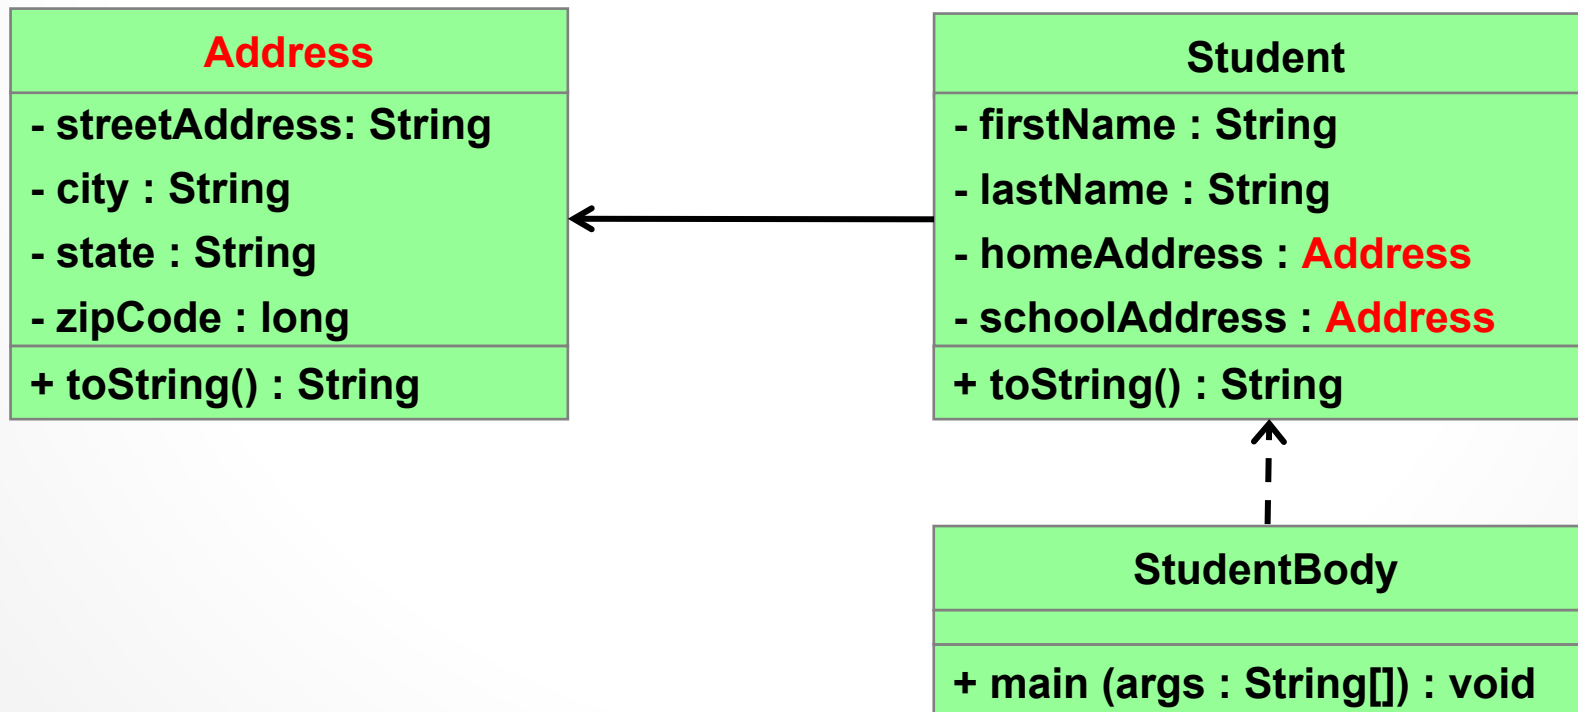 Address
- streetAddress: String
- city : String
- state : String
- zipCode : long
+ toString() : String
Student
- firstName : String
- lastName : String
- homeAddress : Address
- schoolAddress : Address
+ toString() : String
StudentBody
+ main (args : String[]) : void